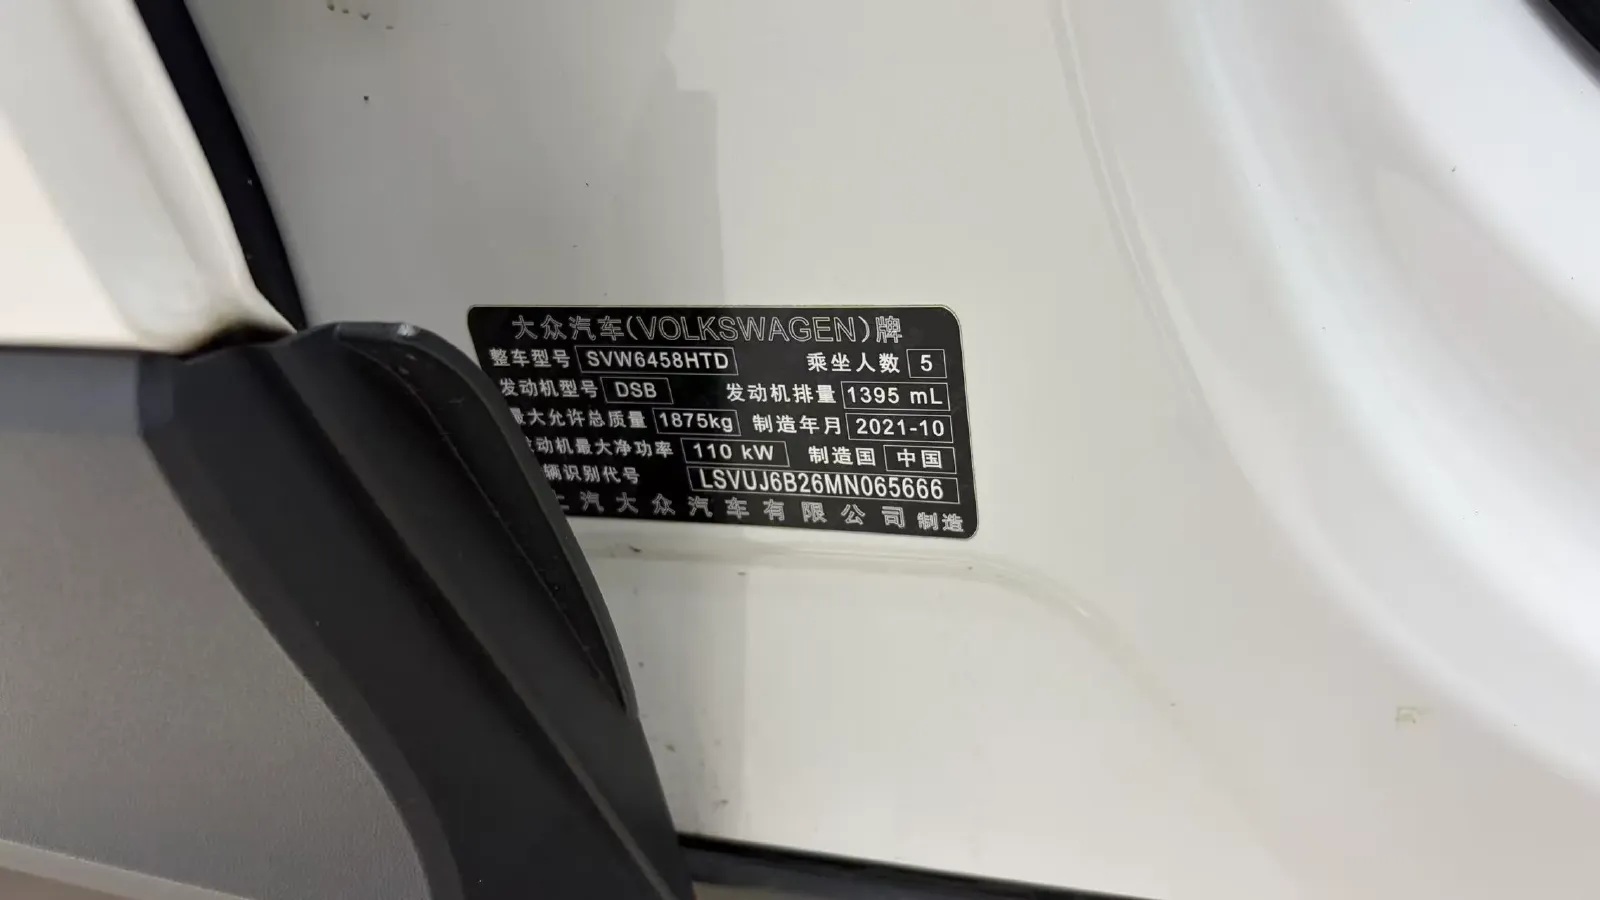 大众汽车(VOLKSWAGEN)牌
整车型号 SVW6458HTD 乘坐人数 5
发动机型号 DSB 发动机排量 1395 mL
最大允许总质量 1875kg 制造年月 2021-10
发动机最大净功率 110 kW 制造国 中国
辆识别代号 LSVUJ6B26MN065666
上汽大众汽车有限公司 制造